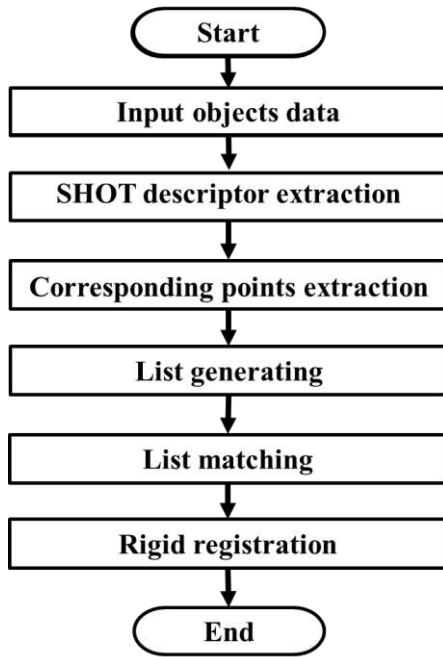 Start
Input objects data
SHOT descriptor extraction
Corresponding points extraction
List generating
List matching
Rigid registration
End